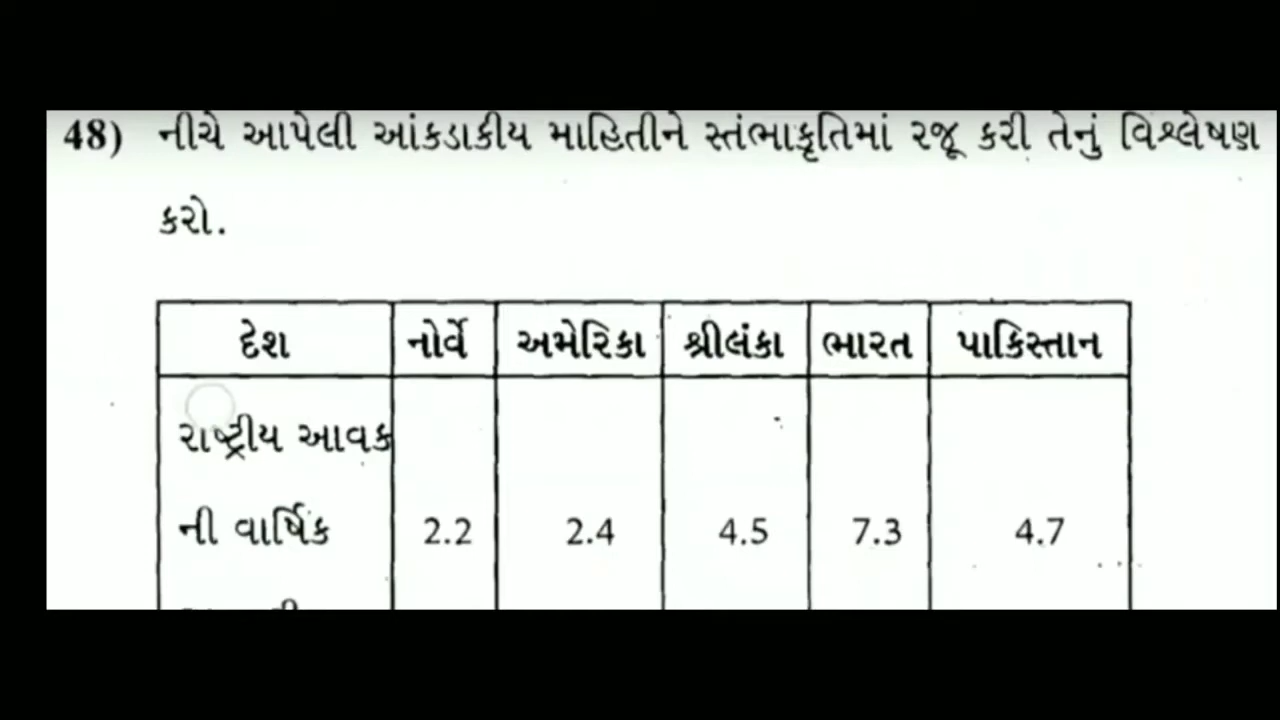 48) નીચે આપેલી આંકડાકીય માહિતીને સ્તંભાકૃતિમાં રજૂ કરી તેનું વિશ્લેષણ
કરો.
દેશ નોર્વે અમેરિકા શ્રીલંકા ભારત પાકિસ્તાન
રાષ્ટ્રીય આવક
ની વાર્ષિક 2.2 2.4 4.5 7.3 4.7